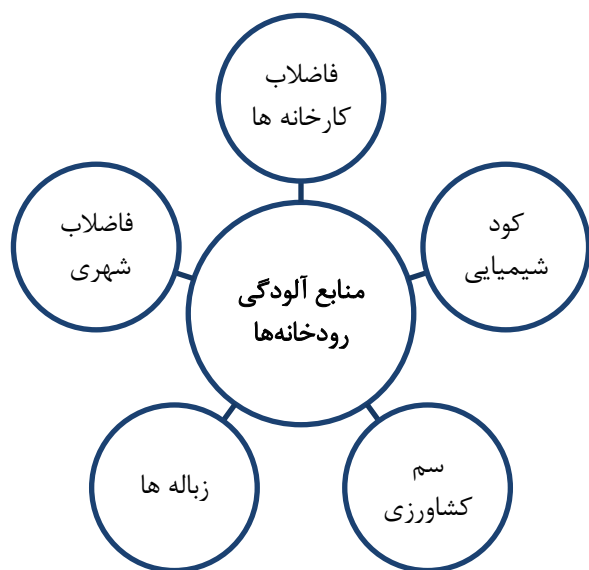 فاضلاب
کارخانه ها
کود
شیمیایی
فاضلاب
شهری
منابع آلودگی
رودخانه‌ها
سم
کشاورزی
زباله ها